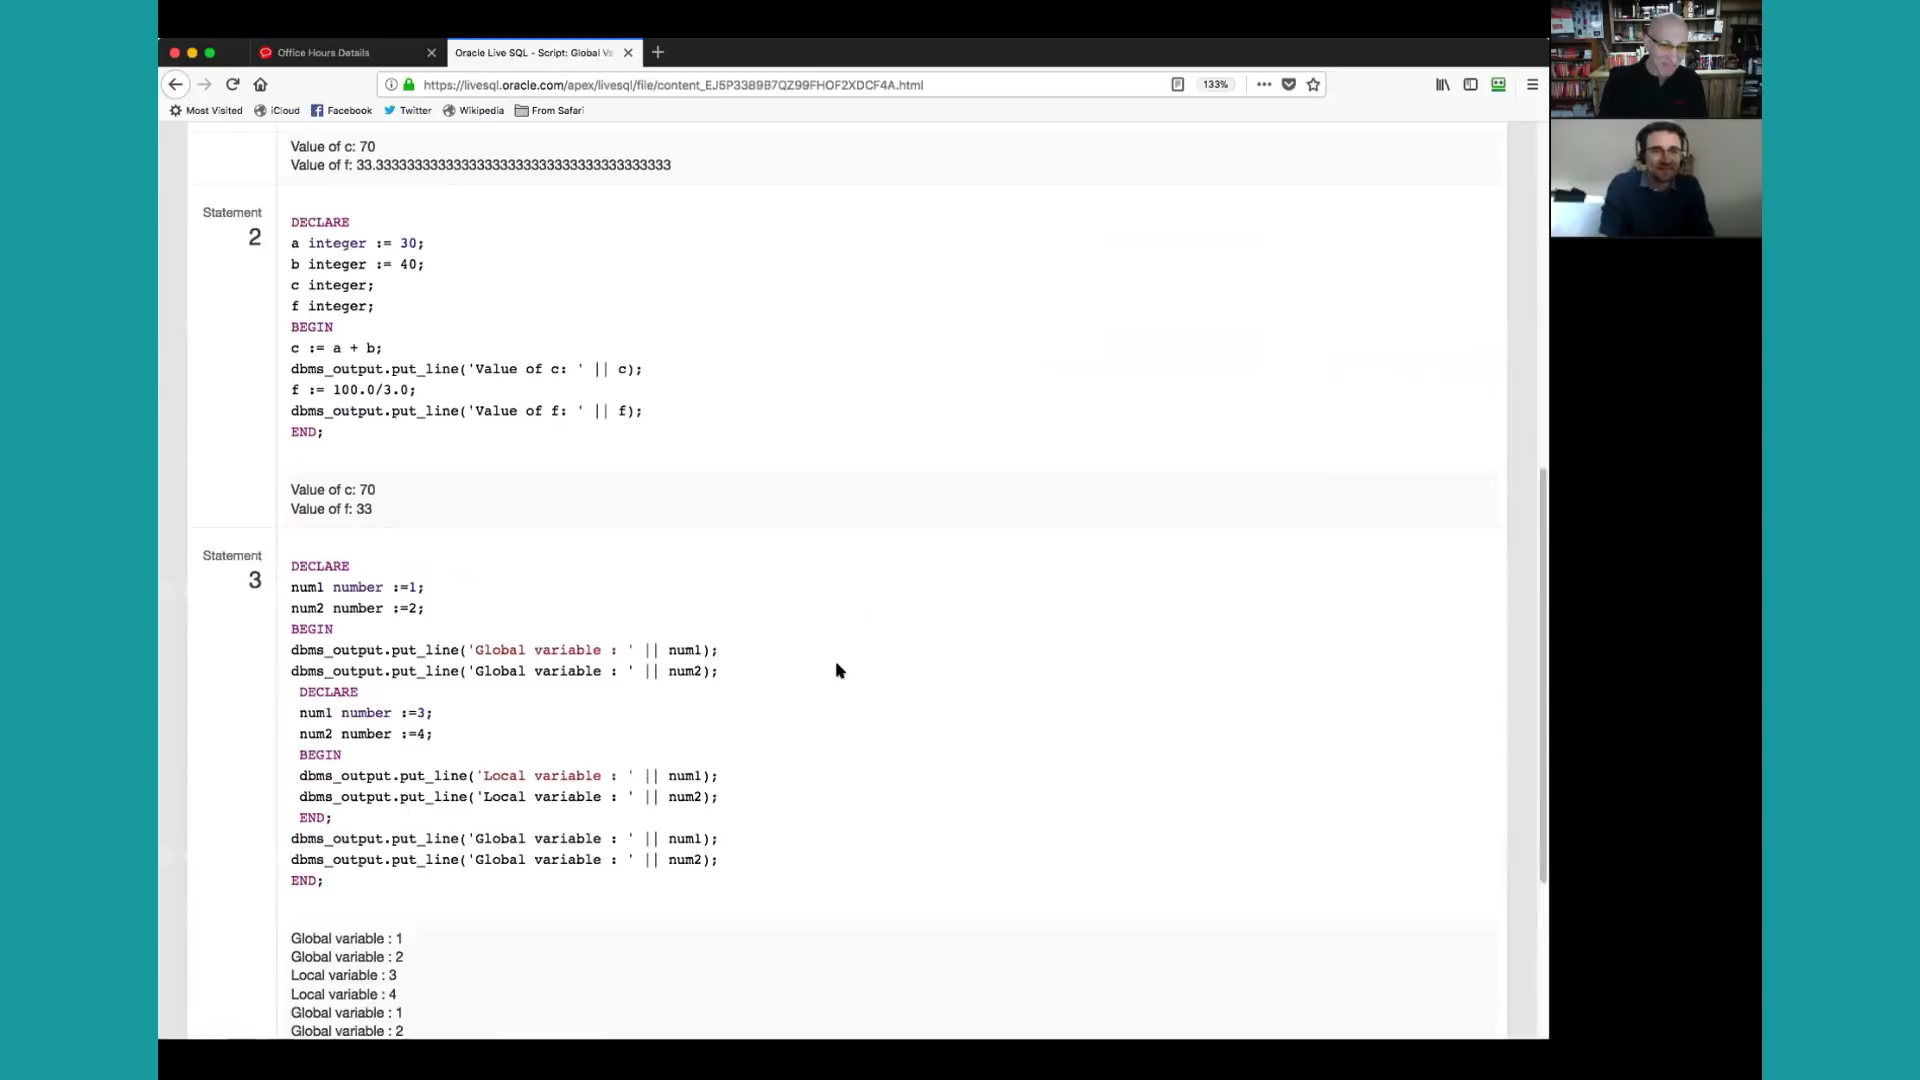 Office Hours Details
Oracle Live SQL - Script: Global V
https://livesql.oracle.com/apex/livesql/file/content_EJ5P3389B7QZ99FHOF2XDCF4A.html
133%
Most Visited
iCloud
Facebook
Twitter
Wikipedia
From Safari
Value of c: 70
Value of f: 33.33333333333333333333333333333333333333
Statement
2
DECLARE
a integer := 30;
b integer := 40;
c integer;
f integer;
BEGIN
c := a + b;
dbms_output.put_line('Value of c: ' || c);
f := 100.0/3.0;
dbms_output.put_line('Value of f: ' || f);
END;
Value of c: 70
Value of f: 33
Statement
3
DECLARE
num1 number :=1;
num2 number :=2;
BEGIN
dbms_output.put_line('Global variable : ' || num1);
dbms_output.put_line('Global variable : ' || num2);
DECLARE
num1 number :=3;
num2 number :=4;
BEGIN
dbms_output.put_line('Local variable : ' || num1);
dbms_output.put_line('Local variable : ' || num2);
END;
dbms_output.put_line('Global variable : ' || num1);
dbms_output.put_line('Global variable : ' || num2);
END;
Global variable : 1
Global variable : 2
Local variable : 3
Local variable : 4
Global variable : 1
Global variable : 2